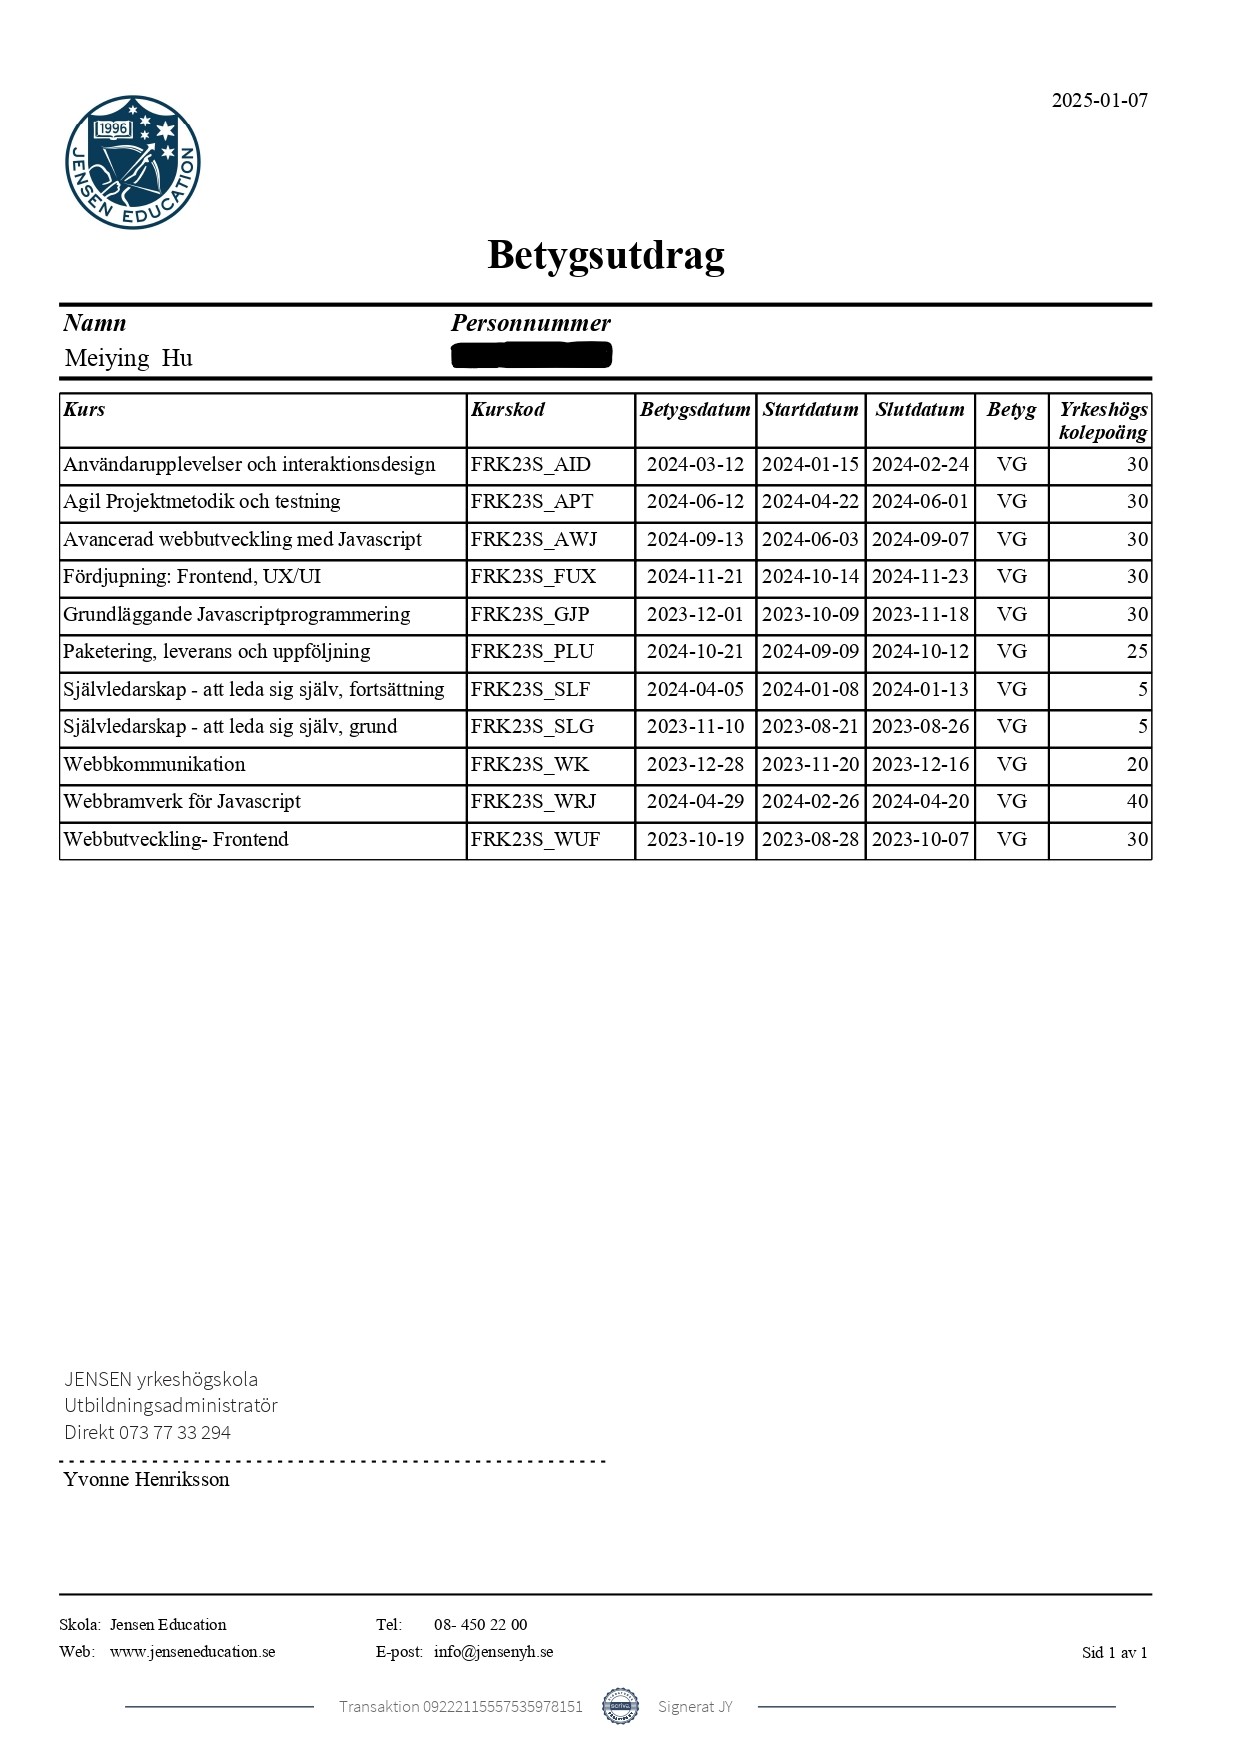 2025-01-07
1996
JENSEN EDUCATION
Betygsutdrag
Namn Personnummer
Meiying Hu
Kurs Kurskod Betygsdatum Startdatum Slutdatum Betyg Yrkeshögs
kolepoäng
Användarupplevelser och interaktionsdesign FRK23S_AID 2024-03-12 2024-01-15 2024-02-24 VG 30
Agil Projektmetodik och testning FRK23S_APT 2024-06-12 2024-04-22 2024-06-01 VG 30
Avancerad webbutveckling med Javascript FRK23S_AWJ 2024-09-13 2024-06-03 2024-09-07 VG 30
Fördjupning: Frontend, UX/UI FRK23S_FUX 2024-11-21 2024-10-14 2024-11-23 VG 30
Grundläggande Javascriptprogrammering FRK23S_GJP 2023-12-01 2023-10-09 2023-11-18 VG 30
Paketering, leverans och uppföljning FRK23S_PLU 2024-10-21 2024-09-09 2024-10-12 VG 25
Självledarskap - att leda sig själv, fortsättning FRK23S_SLF 2024-04-05 2024-01-08 2024-01-13 VG 5
Självledarskap - att leda sig själv, grund FRK23S_SLG 2023-11-10 2023-08-21 2023-08-26 VG 5
Webbkommunikation FRK23S_WK 2023-12-28 2023-11-20 2023-12-16 VG 20
Webbramverk för Javascript FRK23S_WRJ 2024-04-29 2024-02-26 2024-04-20 VG 40
Webbutveckling- Frontend FRK23S_WUF 2023-10-19 2023-08-28 2023-10-07 VG 30
JENSEN yrkeshögskola
Utbildningsadministratör
Direkt 073 77 33 294
Yvonne Henriksson
Skola: Jensen Education Tel: 08- 450 22 00
Web: www.jenseneducation.se E-post: info@jensenyh.se Sid 1 av 1
Transaktion 09222115557535978151 Signerat JY